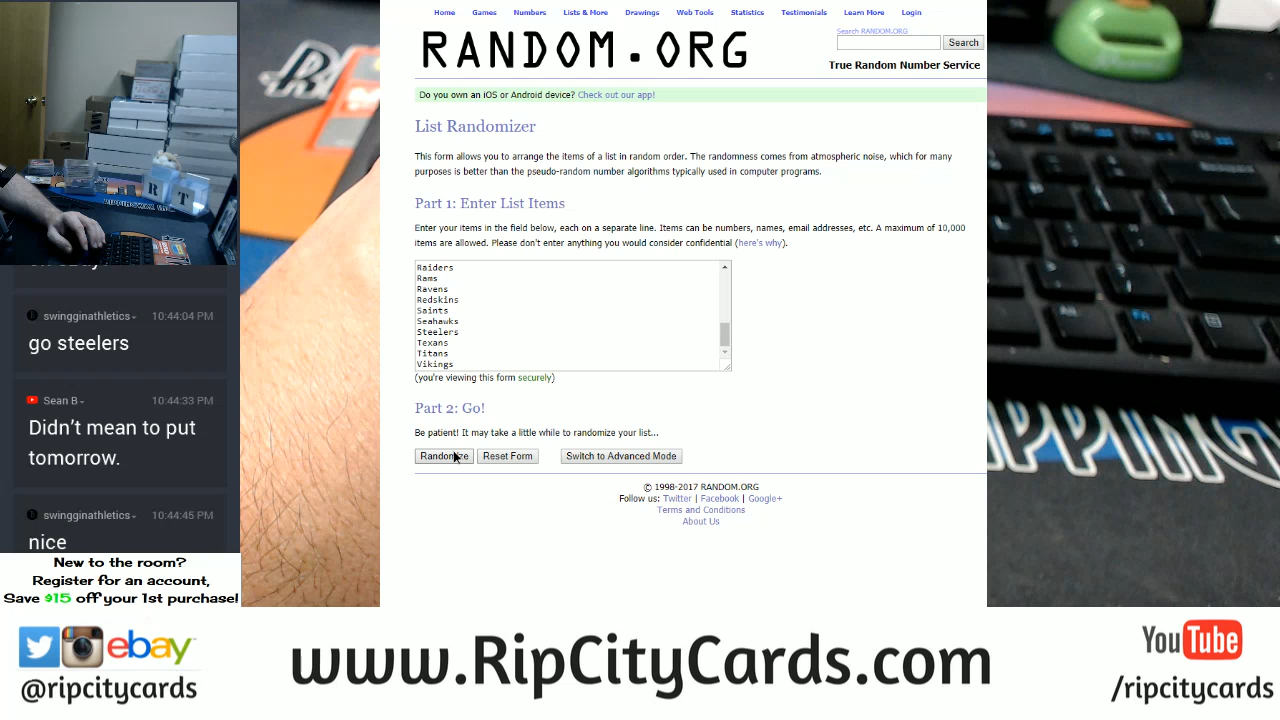 Home Games Numbers Lists & More Drawings Web Tools Statistics Testimonials Learn More Login
RANDOM.ORG
Search RANDOM.ORG
Search
True Random Number Service
Do you own an iOS or Android device? Check out our app!
List Randomizer
This form allows you to arrange the items of a list in random order. The randomness comes from atmospheric noise, which for many
purposes is better than the pseudo-random number algorithms typically used in computer programs.
Part 1: Enter List Items
Enter your items in the field below, each on a separate line. Items can be numbers, names, email addresses, etc. A maximum of 10,000
items are allowed. Please don't enter anything you would consider confidential (here's why).
Raiders
Rams
Ravens
Redskins
Saints
Seahawks
Steelers
Texans
Titans
Vikings
(you're viewing this form securely)
Part 2: Go!
Be patient! It may take a little while to randomize your list...
Randomize Reset Form Switch to Advanced Mode
© 1998-2017 RANDOM.ORG
Follow us: Twitter | Facebook | Google+
Terms and Conditions
About Us
swingginathletics 10:44:04 PM
go steelers
Sean B 10:44:33 PM
Didn't mean to put
tomorrow.
swingginathletics 10:44:45 PM
nice
New to the room?
Register for an account,
Save $15 off your 1st purchase!
ebay
@ripcitycards
www.RipCityCards.com
YouTube
/ripcitycards
R T